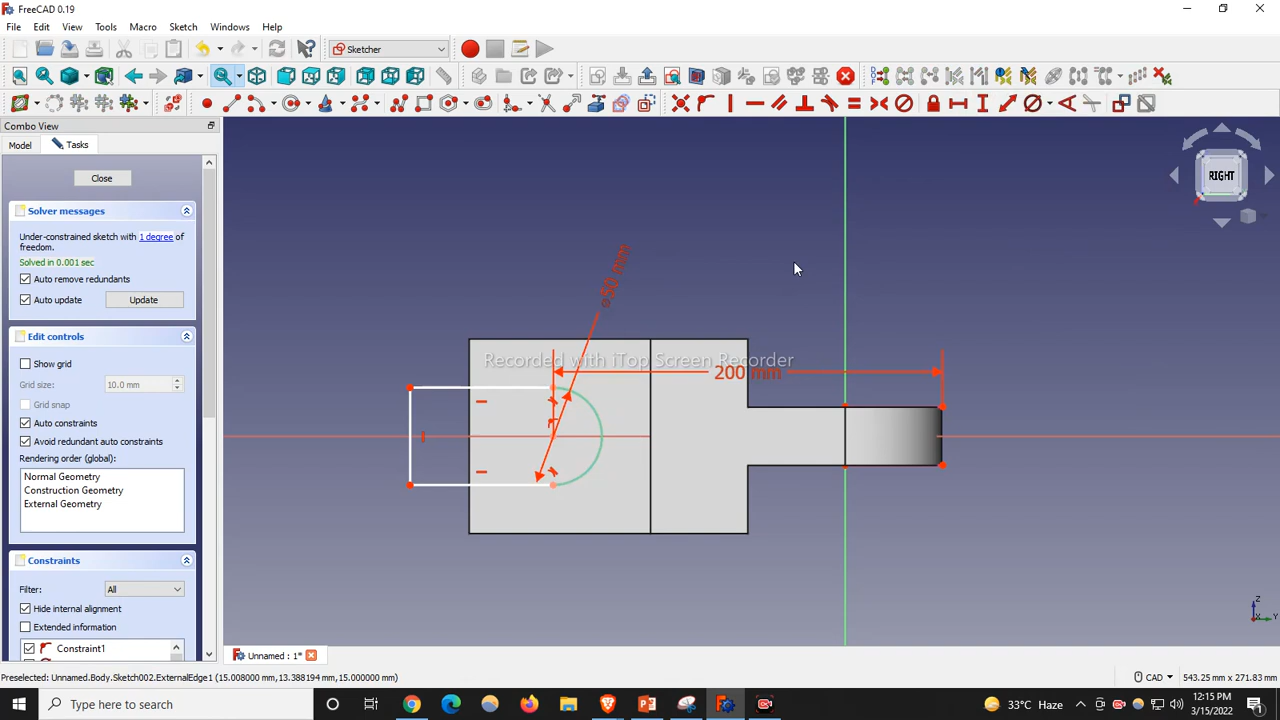 FreeCAD 0.19
File Edit View Tools Macro Sketch Windows Help
Sketcher
Combo View
Model Tasks
Close
Solver messages
Under-constrained sketch with 1 degree of
freedom.
Solved in 0.001 sec
Auto remove redundants
Auto update Update
Edit controls
Show grid
Grid size: 10.0 mm
Grid snap
Auto constraints
Avoid redundant auto constraints
Rendering order (global):
Normal Geometry
Construction Geometry
External Geometry
Constraints
Filter: All
Hide internal alignment
Extended information
Constraint1
RIGHT
⌀50 mm
Recorded with iTop Screen Recorder
200 mm
Z
X Y
Unnamed : 1*
Preselected: Unnamed.Body.Sketch002.ExternalEdge1 (15.008000 mm,13.388194 mm,15.000000 mm)
CAD 543.25 mm × 271.83 mm
Type here to search
33°C Haze
12:15 PM
3/15/2022